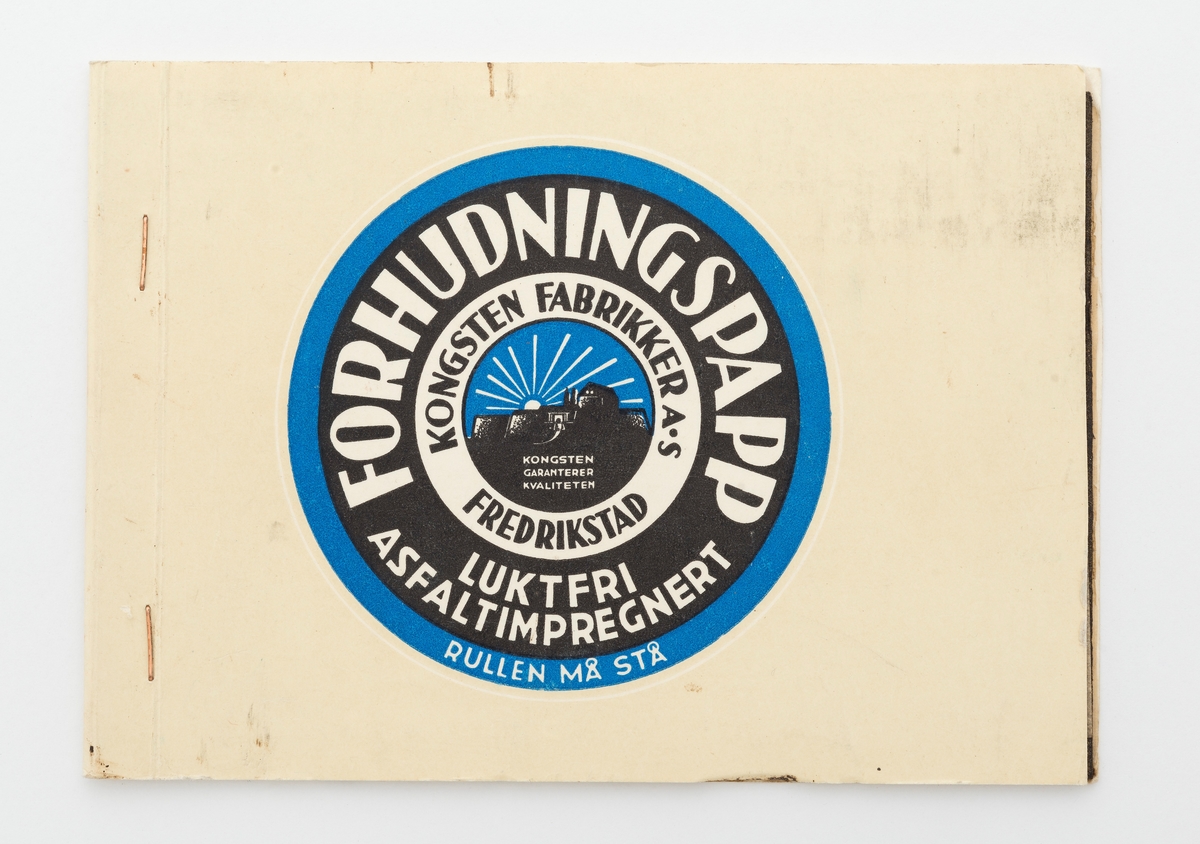 FORHUDNINGSPAPP
KONGSTEN FABRIKKER A·S
KONGSTEN
GARANTERER
KVALITETEN
FREDRIKSTAD
LUKTFRI
ASFALTIMPREGNERT
RULLEN MÅ STÅ